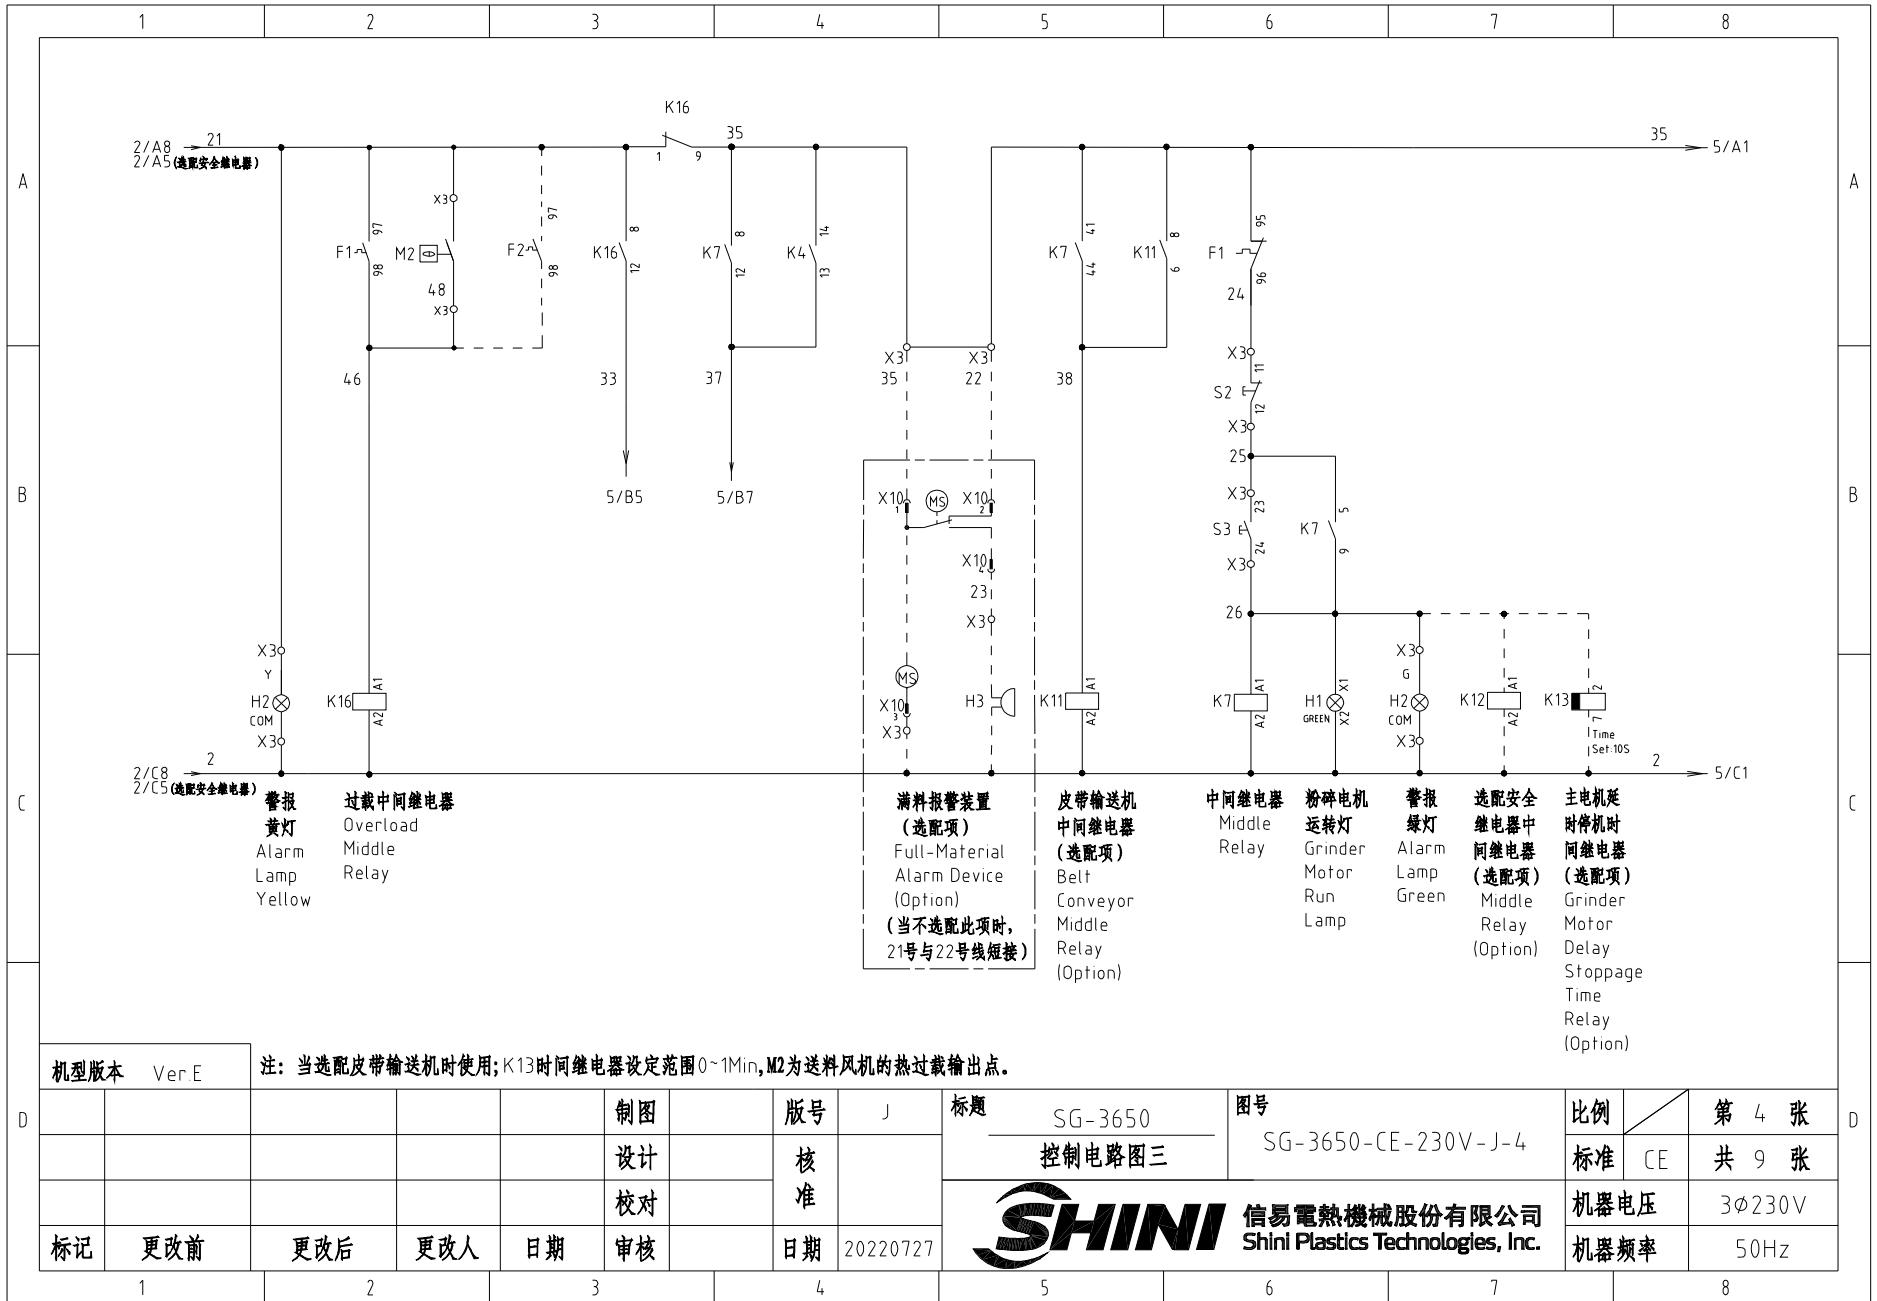 1 2 3 4 5 6 7 8
K16
2/A8 21 1 9 35 35 5/A1
2/A5(选配安全继电器)
A A
X3
97 97 8 8 14 41 8 95
F1 M2 F2 K16 K7 K4 K7 K11 F1
98 98 12 12 13 44 6 96
48 24
X3
X3 X3 X3
46 33 37 35 22 38
11
S2
12
X3
25
5/B5 5/B7
B B
X10 1 MS X10 2 X3
23 5
S3 K7
24 9
X10 4 X3
23
X3 26
X3 X3
Y MS G
A1 A1 A1 X1 A1 2
H2 K16 H3 K11 K7 H1 H2 K12 K13
COM A2 A2 A2 GREEN X2 COM A2 7
X10 3
X3 X3 X3
Time
Set:10S
2/C8 2 2 5/C1
2/C5(选配安全继电器)
C C
警报
黄灯
Alarm
Lamp
Yellow
过载中间继电器
Overload
Middle
Relay
满料报警装置
(选配项)
Full-Material
Alarm Device
(Option)
(当不选配此项时,
21号与22号线短接)
皮带输送机
中间继电器
(选配项)
Belt
Conveyor
Middle
Relay
(Option)
中间继电器
Middle
Relay
粉碎电机
运转灯
Grinder
Motor
Run
Lamp
警报
绿灯
Alarm
Lamp
Green
选配安全
继电器中
间继电器
(选配项)
Middle
Relay
(Option)
主电机延
时停机时
间继电器
(选配项)
Grinder
Motor
Delay
Stoppage
Time
Relay
(Option)
机型版本 Ver.E
注: 当选配皮带输送机时使用;K13时间继电器设定范围0~1Min,M2为送料风机的热过载输出点。
D D
制图 版号 J
设计 核准
校对
标记 更改前 更改后 更改人 日期 审核 日期 20220727
标题 SG-3650
控制电路图三
图号 SG-3650-CE-230V-J-4
比例 第 4 张
标准 CE 共 9 张
SHINI 信易電熱機械股份有限公司
Shini Plastics Technologies, Inc.
机器电压 3∅230V
机器频率 50Hz
1 2 3 4 5 6 7 8